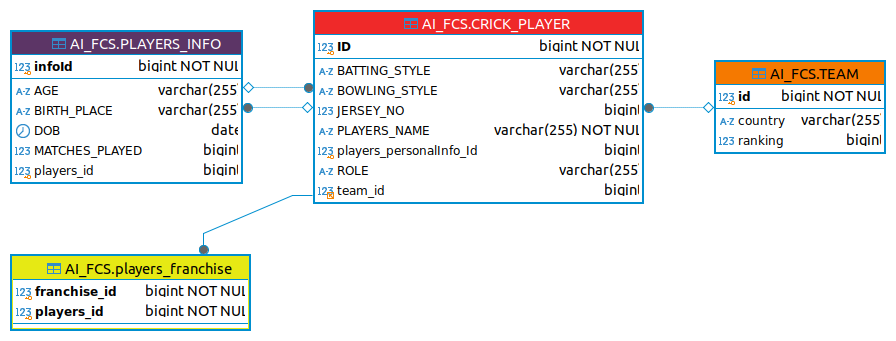 AI_FCS.PLAYERS_INFO
123 infoId bigint NOT NUL
A-Z AGE varchar(255)
A-Z BIRTH_PLACE varchar(255)
DOB date
123 MATCHES_PLAYED bigint
123 players_id bigint
AI_FCS.CRICK_PLAYER
123 ID bigint NOT NUL
A-Z BATTING_STYLE varchar(255
A-Z BOWLING_STYLE varchar(255
123 JERSEY_NO bigint
A-Z PLAYERS_NAME varchar(255) NOT NUL
123 players_personalInfo_Id bigint
A-Z ROLE varchar(255
123 team_id bigint
AI_FCS.TEAM
123 id bigint NOT NUL
A-Z country varchar(255
123 ranking bigint
AI_FCS.players_franchise
123 franchise_id bigint NOT NUL
123 players_id bigint NOT NUL